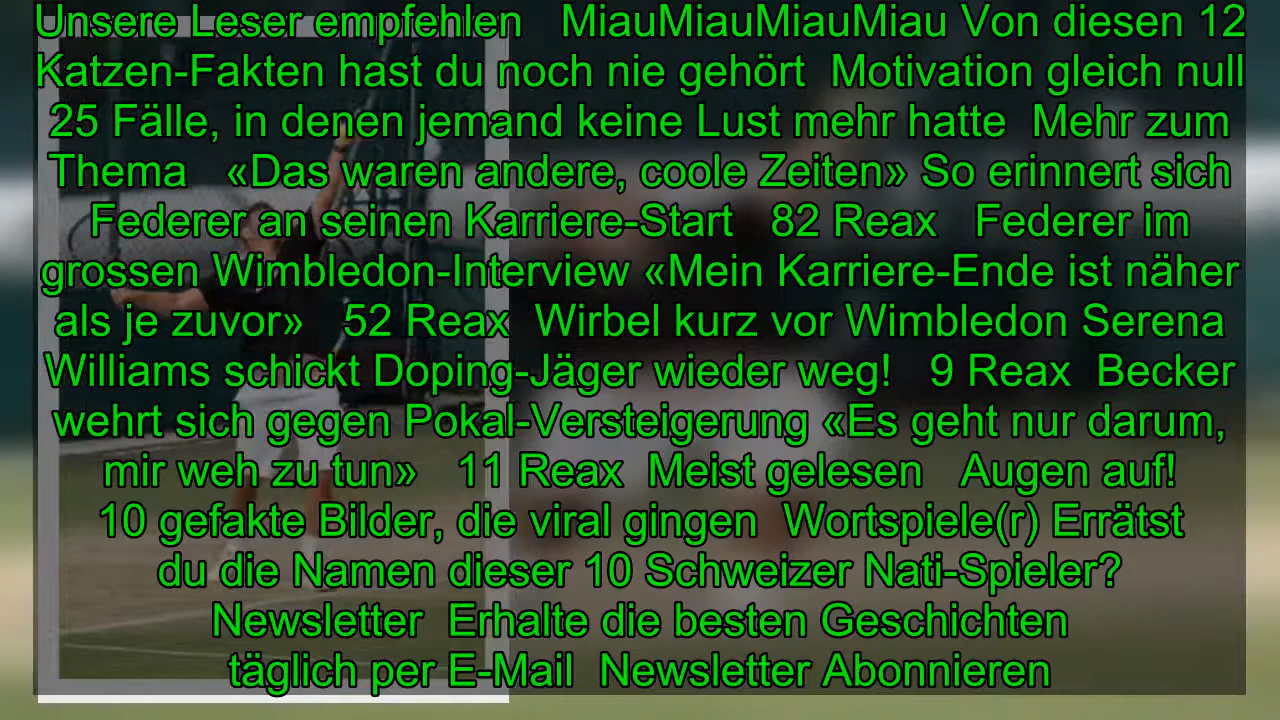 Unsere Leser empfehlen   MiauMiauMiauMiau Von diesen 12
Katzen-Fakten hast du noch nie gehört  Motivation gleich null
25 Fälle, in denen jemand keine Lust mehr hatte  Mehr zum
Thema   «Das waren andere, coole Zeiten» So erinnert sich
Federer an seinen Karriere-Start   82 Reax   Federer im
grossen Wimbledon-Interview «Mein Karriere-Ende ist näher
als je zuvor»   52 Reax  Wirbel kurz vor Wimbledon Serena
Williams schickt Doping-Jäger wieder weg!   9 Reax  Becker
wehrt sich gegen Pokal-Versteigerung «Es geht nur darum,
mir weh zu tun»   11 Reax  Meist gelesen   Augen auf!
10 gefakte Bilder, die viral gingen  Wortspiele(r) Errätst
du die Namen dieser 10 Schweizer Nati-Spieler?
Newsletter  Erhalte die besten Geschichten
täglich per E-Mail  Newsletter Abonnieren